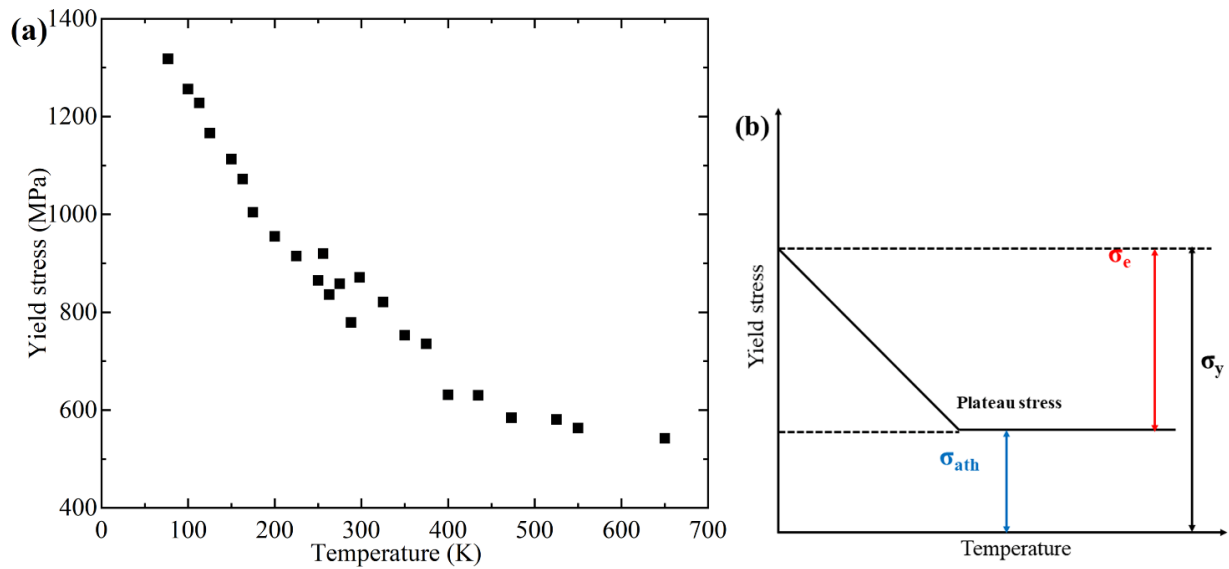 (a)
Yield stress (MPa)
1400
1200
1000
800
600
400
0 100 200 300 400 500 600 700
Temperature (K)
(b)
Yield stress
σe
σy
Plateau stress
σath
Temperature